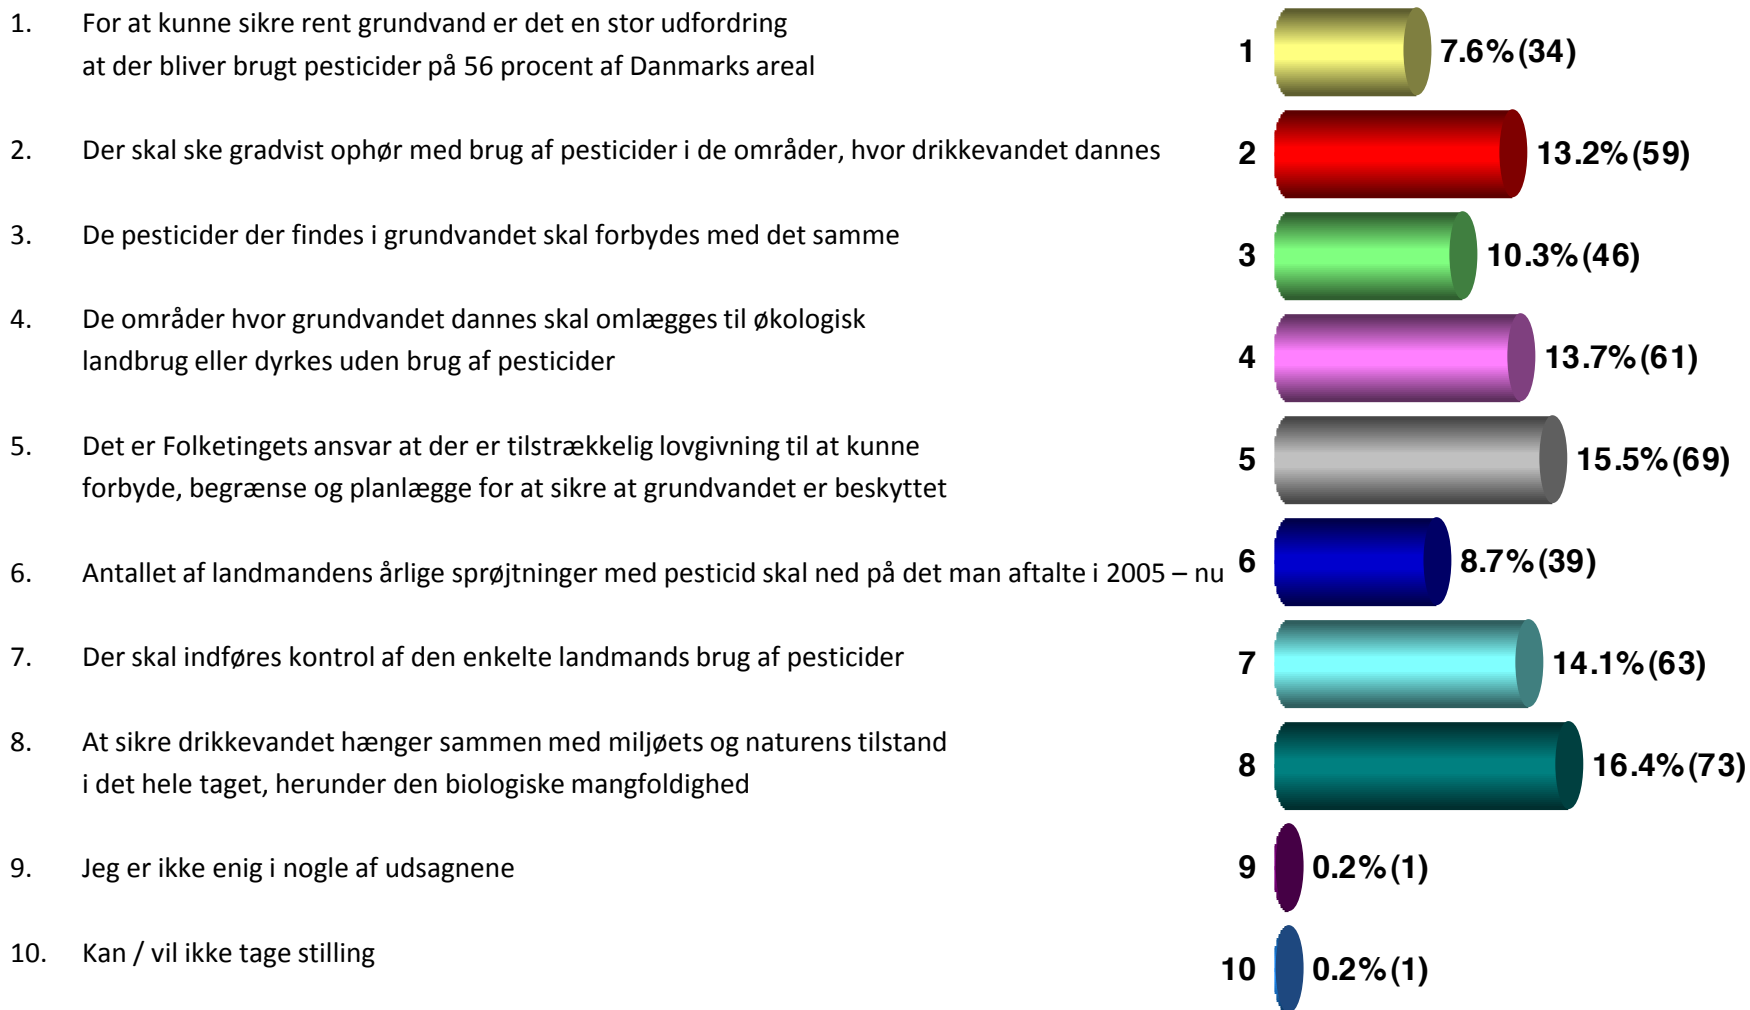 1. For at kunne sikre rent grundvand er det en stor udfordring
at der bliver brugt pesticider på 56 procent af Danmarks areal
2. Der skal ske gradvist ophør med brug af pesticider i de områder, hvor drikkevandet dannes
3. De pesticider der findes i grundvandet skal forbydes med det samme
4. De områder hvor grundvandet dannes skal omlægges til økologisk
landbrug eller dyrkes uden brug af pesticider
5. Det er Folketingets ansvar at der er tilstrækkelig lovgivning til at kunne
forbyde, begrænse og planlægge for at sikre at grundvandet er beskyttet
6. Antallet af landmandens årlige sprøjtninger med pesticid skal ned på det man aftalte i 2005 – nu
7. Der skal indføres kontrol af den enkelte landmands brug af pesticider
8. At sikre drikkevandet hænger sammen med miljøets og naturens tilstand
i det hele taget, herunder den biologiske mangfoldighed
9. Jeg er ikke enig i nogle af udsagnene
10. Kan / vil ikke tage stilling
1 7.6% (34)
2 13.2% (59)
3 10.3% (46)
4 13.7% (61)
5 15.5% (69)
6 8.7% (39)
7 14.1% (63)
8 16.4% (73)
9 0.2% (1)
10 0.2% (1)